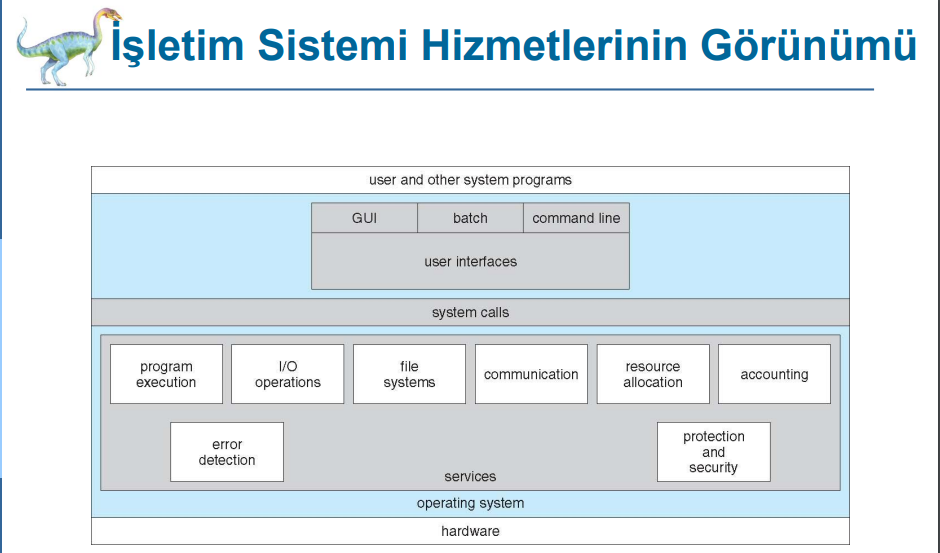 İşletim Sistemi Hizmetlerinin Görünümü
user and other system programs
GUI
batch
command line
user interfaces
system calls
program
execution
I/O
operations
file
systems
communication
resource
allocation
accounting
error
detection
protection
and
security
services
operating system
hardware